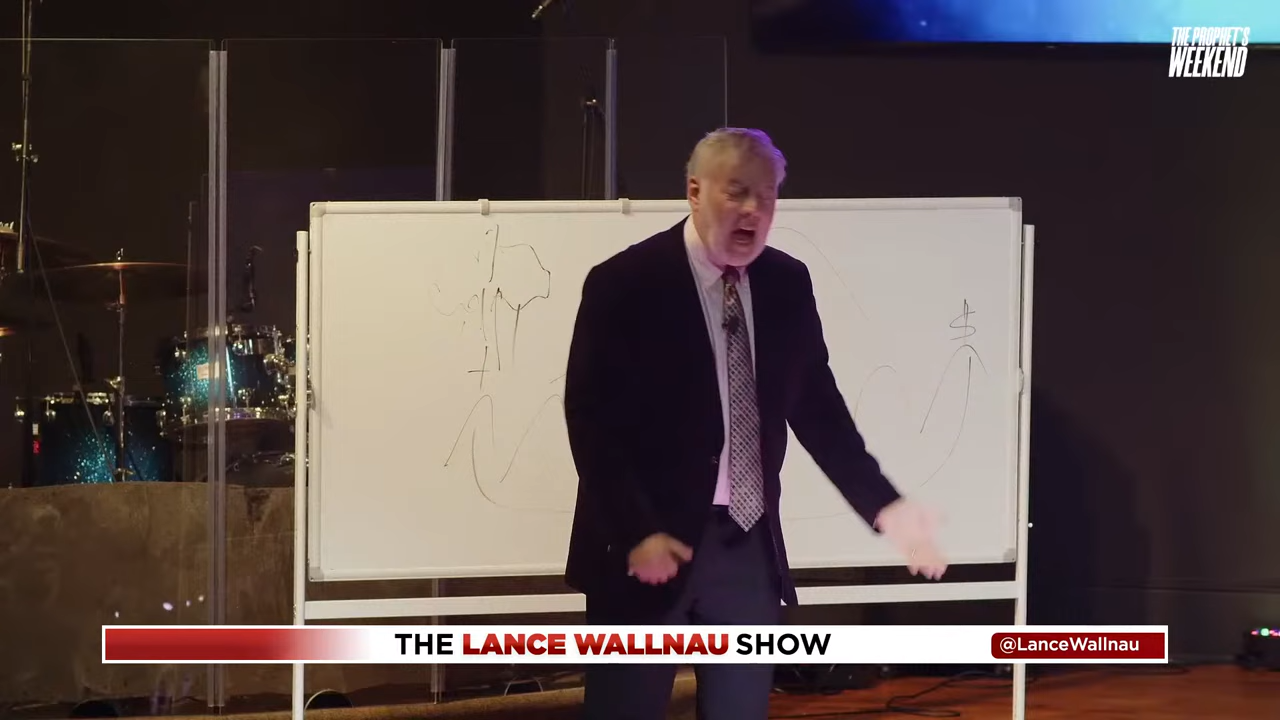 THE PROPHET'S
WEEKEND
$
THE LANCE WALLNAU SHOW
@LanceWallnau